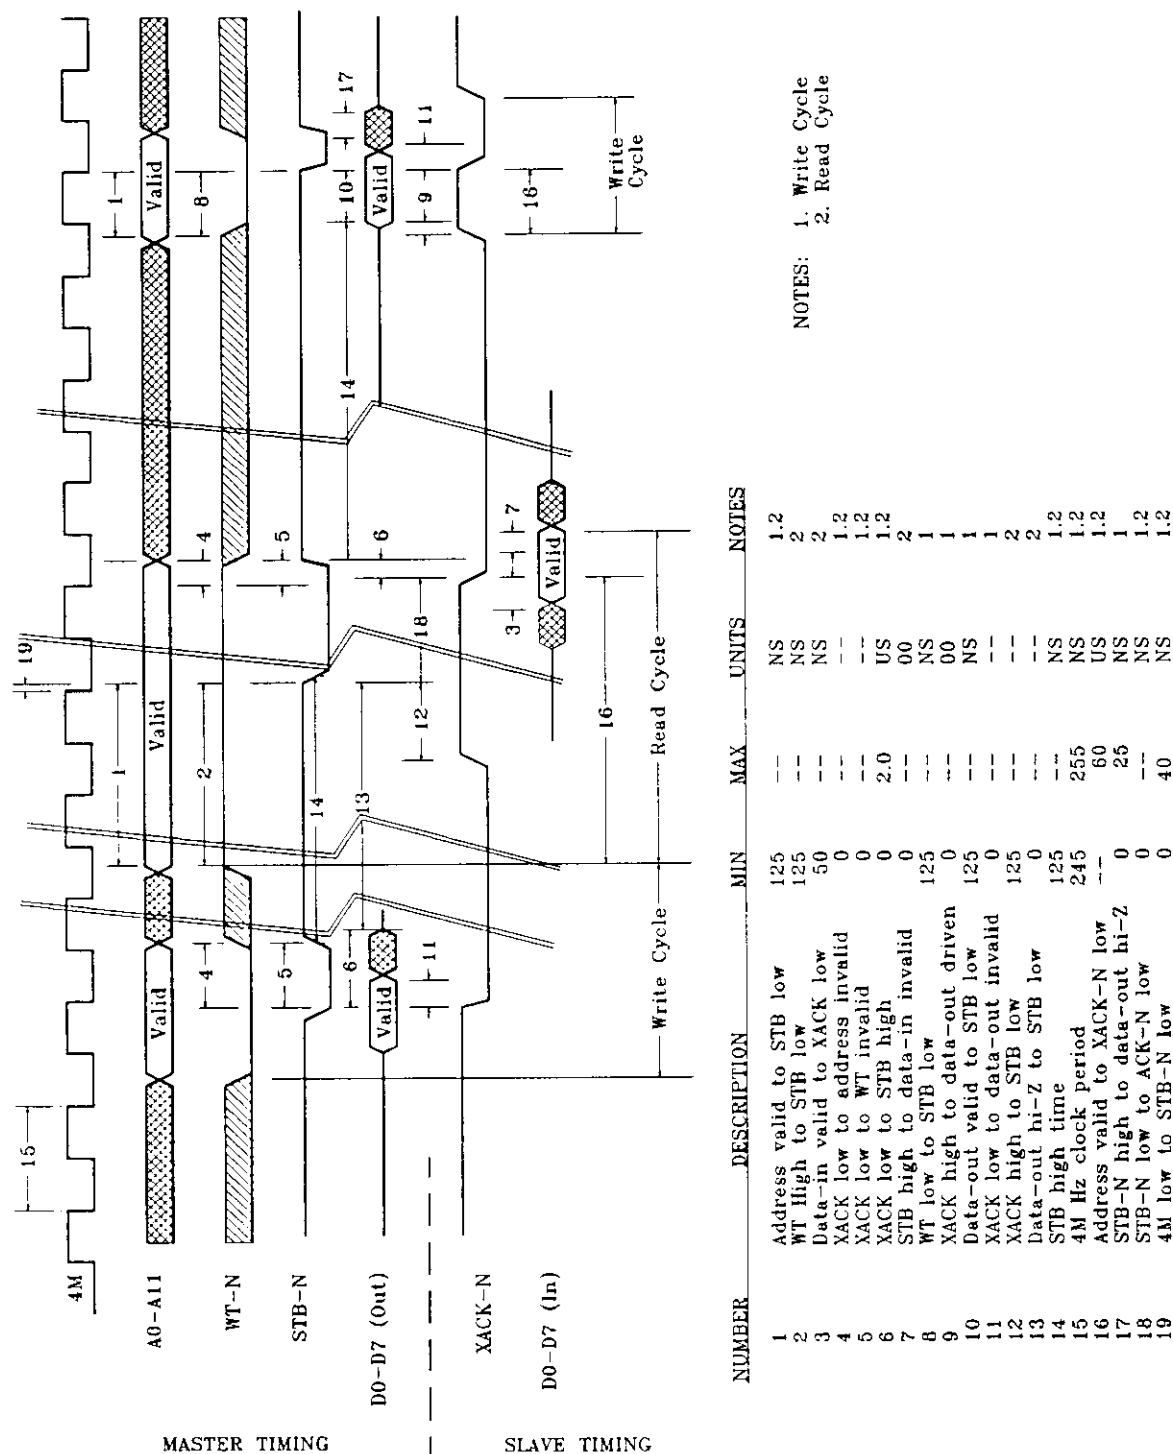 MASTER TIMING
SLAVE TIMING
4M
15
19
A0-A11
Valid
Valid
Valid
1
1
WT-N
4
2
4
8
STB-N
5
14
5
D0-D7 (Out)
6
13
6
14
10
17
Valid
Valid
11
12
18
9
11
XACK-N
16
16
D0-D7 (In)
3
Valid
7
Write Cycle
Read Cycle
Write
Cycle
NUMBER DESCRIPTION MIN MAX UNITS NOTES
1 Address valid to STB low 125 -- NS 1.2
2 WT High to STB low 125 -- NS 2
3 Data-in valid to XACK low 50 -- NS 2
4 XACK low to address invalid 0 -- -- 1.2
5 XACK low to WT invalid 0 -- -- 1.2
6 XACK low to STB high 0 2.0 US 1.2
7 STB high to data-in invalid 0 -- 00 2
8 WT low to STB low 125 -- NS 1
9 XACK high to data-out driven 0 -- 00 1
10 Data-out valid to STB low 125 -- NS 1
11 XACK low to data-out invalid 0 -- -- 1
12 XACK high to STB low 125 -- -- 2
13 Data-out hi-Z to STB low 0 -- -- 2
14 STB high time 125 -- NS 1.2
15 4M Hz clock period 245 255 NS 1.2
16 Address valid to XACK-N low -- 60 US 1.2
17 STB-N high to data-out hi-Z 0 25 NS 1
18 STB-N low to ACK-N low 0 -- NS 1.2
19 4M low to STB-N low 0 40 NS 1.2
NOTES: 1. Write Cycle
2. Read Cycle